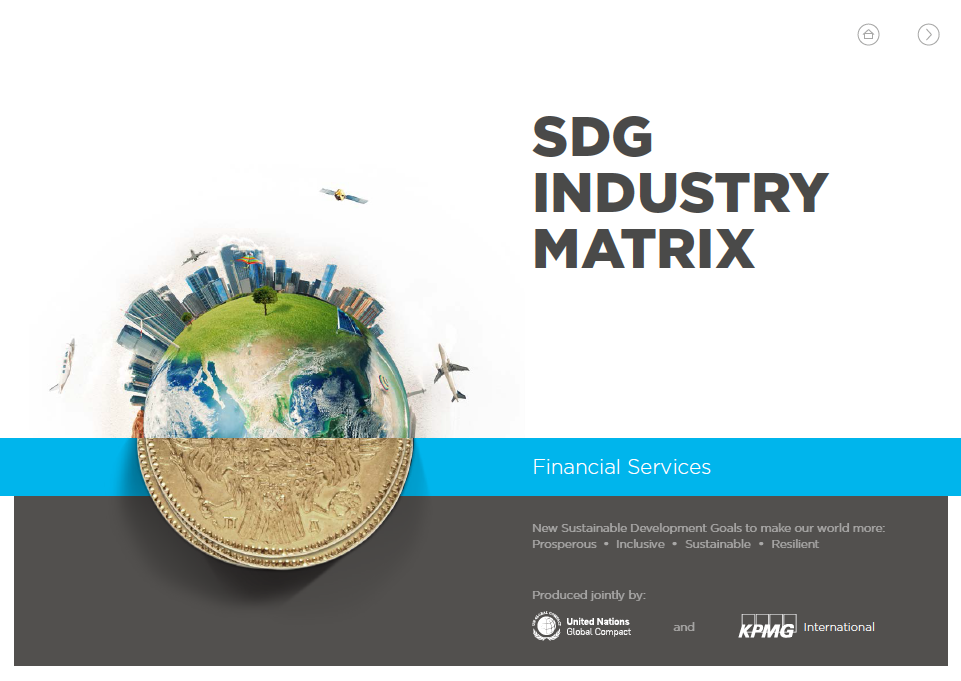 SDG
INDUSTRY
MATRIX
Financial Services
New Sustainable Development Goals to make our world more:
Prosperous • Inclusive • Sustainable • Resilient
Produced jointly by:
United Nations
Global Compact
and
KPMG International